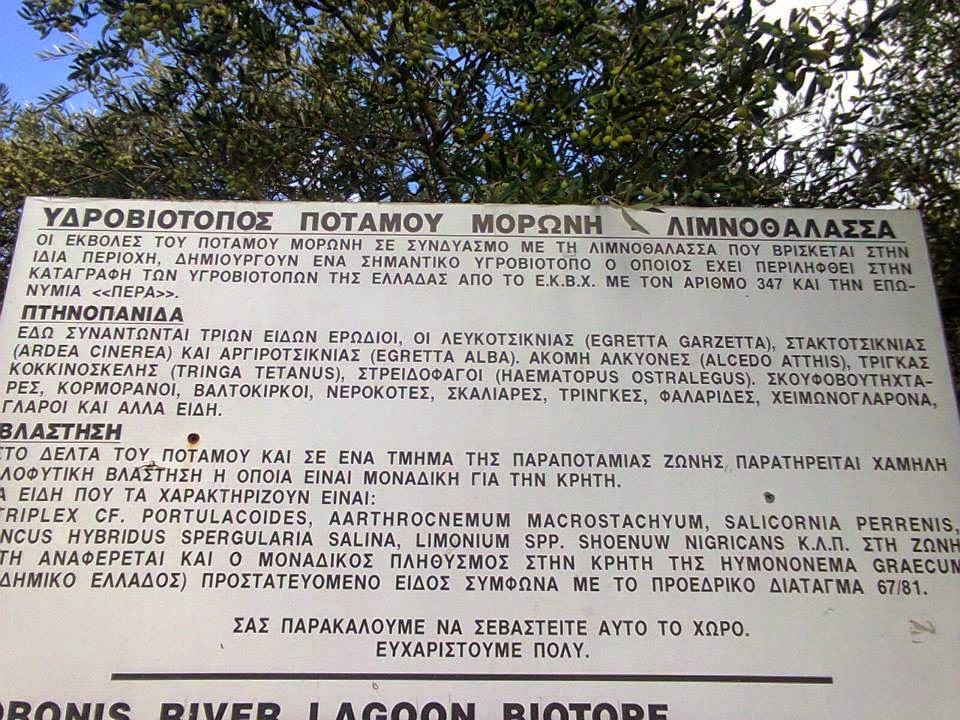 ΥΔΡΟΒΙΟΤΟΠΟΣ ΠΟΤΑΜΟΥ ΜΟΡΩΝΗ ΛΙΜΝΟΘΑΛΑΣΣΑ
ΟΙ ΕΚΒΟΛΕΣ ΤΟΥ ΠΟΤΑΜΟΥ ΜΟΡΩΝΗ ΣΕ ΣΥΝΔΥΑΣΜΟ ΜΕ ΤΗ ΛΙΜΝΟΘΑΛΑΣΣΑ ΠΟΥ ΒΡΙΣΚΕΤΑΙ ΣΤΗΝ
ΙΔΙΑ ΠΕΡΙΟΧΗ, ΔΗΜΙΟΥΡΓΟΥΝ ΕΝΑ ΣΗΜΑΝΤΙΚΟ ΥΓΡΟΒΙΟΤΟΠΟ Ο ΟΠΟΙΟΣ ΕΧΕΙ ΠΕΡΙΛΗΦΘΕΙ ΣΤΗΝ
ΚΑΤΑΓΡΑΦΗ ΤΩΝ ΥΓΡΟΒΙΟΤΟΠΩΝ ΤΗΣ ΕΛΛΑΔΑΣ ΑΠΟ ΤΟ Ε.Κ.Β.Χ. ΜΕ ΤΟΝ ΑΡΙΘΜΟ 347 ΚΑΙ ΤΗΝ ΕΠΩ-
ΝΥΜΙΑ <<ΠΕΡΑ>>.
ΠΤΗΝΟΠΑΝΙΔΑ
ΕΔΩ ΣΥΝΑΝΤΩΝΤΑΙ ΤΡΙΩΝ ΕΙΔΩΝ ΕΡΩΔΙΟΙ, ΟΙ ΛΕΥΚΟΤΣΙΚΝΙΑΣ (EGRETTA GARZETTA), ΣΤΑΚΤΟΤΣΙΚΝΙΑΣ
(ARDEA CINEREA) ΚΑΙ ΑΡΓΙΡΟΤΣΙΚΝΙΑΣ (EGRETTA ALBA). ΑΚΟΜΗ ΑΛΚΥΟΝΕΣ (ALCEDO ATTHIS), ΤΡΙΓΚΑΣ
ΚΟΚΚΙΝΟΣΚΕΛΗΣ (TRINGA TETANUS), ΣΤΡΕΙΔΟΦΑΓΟΙ (HAEMATOPUS OSTRALEGUS). ΣΚΟΥΦΟΒΟΥΤΗΧΤΑ-
ΡΕΣ, ΚΟΡΜΟΡΑΝΟΙ, ΒΑΛΤΟΚΙΡΚΟΙ, ΝΕΡΟΚΟΤΕΣ, ΣΚΑΛΙΑΡΕΣ, ΤΡΙΝΓΚΕΣ, ΦΑΛΑΡΙΔΕΣ, ΧΕΙΜΩΝΟΓΛΑΡΟΝΑ,
ΓΛΑΡΟΙ ΚΑΙ ΑΛΛΑ ΕΙΔΗ.
ΒΛΑΣΤΗΣΗ
ΣΤΟ ΔΕΛΤΑ ΤΟΥ ΠΟΤΑΜΟΥ ΚΑΙ ΣΕ ΕΝΑ ΤΜΗΜΑ ΤΗΣ ΠΑΡΑΠΟΤΑΜΙΑΣ ΖΩΝΗΣ ΠΑΡΑΤΗΡΕΙΤΑΙ ΧΑΜΗΛΗ
ΛΟΦΥΤΙΚΗ ΒΛΑΣΤΗΣΗ Η ΟΠΟΙΑ ΕΙΝΑΙ ΜΟΝΑΔΙΚΗ ΓΙΑ ΤΗΝ ΚΡΗΤΗ.
Α ΕΙΔΗ ΠΟΥ ΤΑ ΧΑΡΑΚΤΗΡΙΖΟΥΝ ΕΙΝΑΙ:
TRIPLEX CF. PORTULACOIDES, AARTHROCNEMUM MACROSTACHYUM, SALICORNIA PERRENIS,
NCUS HYBRIDUS SPERGULARIA SALINA, LIMONIUM SPP. SHOENUW NIGRICANS Κ.Λ.Π. ΣΤΗ ΖΩΝΗ
ΤΗ ΑΝΑΦΕΡΕΤΑΙ ΚΑΙ Ο ΜΟΝΑΔΙΚΟΣ ΠΛΗΘΥΣΜΟΣ ΣΤΗΝ ΚΡΗΤΗ ΤΗΣ HYMONONEMA GRAECUM
ΔΗΜΙΚΟ ΕΛΛΑΔΟΣ) ΠΡΟΣΤΑΤΕΥΟΜΕΝΟ ΕΙΔΟΣ ΣΥΜΦΩΝΑ ΜΕ ΤΟ ΠΡΟΕΔΡΙΚΟ ΔΙΑΤΑΓΜΑ 67/81.
ΣΑΣ ΠΑΡΑΚΑΛΟΥΜΕ ΝΑ ΣΕΒΑΣΤΕΙΤΕ ΑΥΤΟ ΤΟ ΧΩΡΟ.
ΕΥΧΑΡΙΣΤΟΥΜΕ ΠΟΛΥ.
ORONIS RIVER LAGOON BIOTOPE